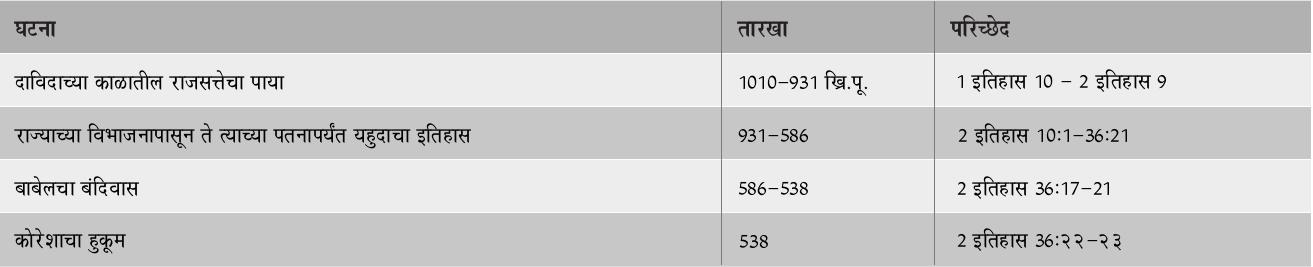 घटना तारखा परिच्छेद
दाविदाच्या काळातील राजसत्तेचा पाया 1010–931 ख्रि.पू. 1 इतिहास 10 – 2 इतिहास 9
राज्याच्या विभाजनापासून ते त्याच्या पतनापर्यंत यहुदाचा इतिहास 931–586 2 इतिहास 10:1–36:21
बाबेलचा बंदिवास 586–538 2 इतिहास 36:17–21
कोरेशाचा हुकूम 538 2 इतिहास 36:२२–२३